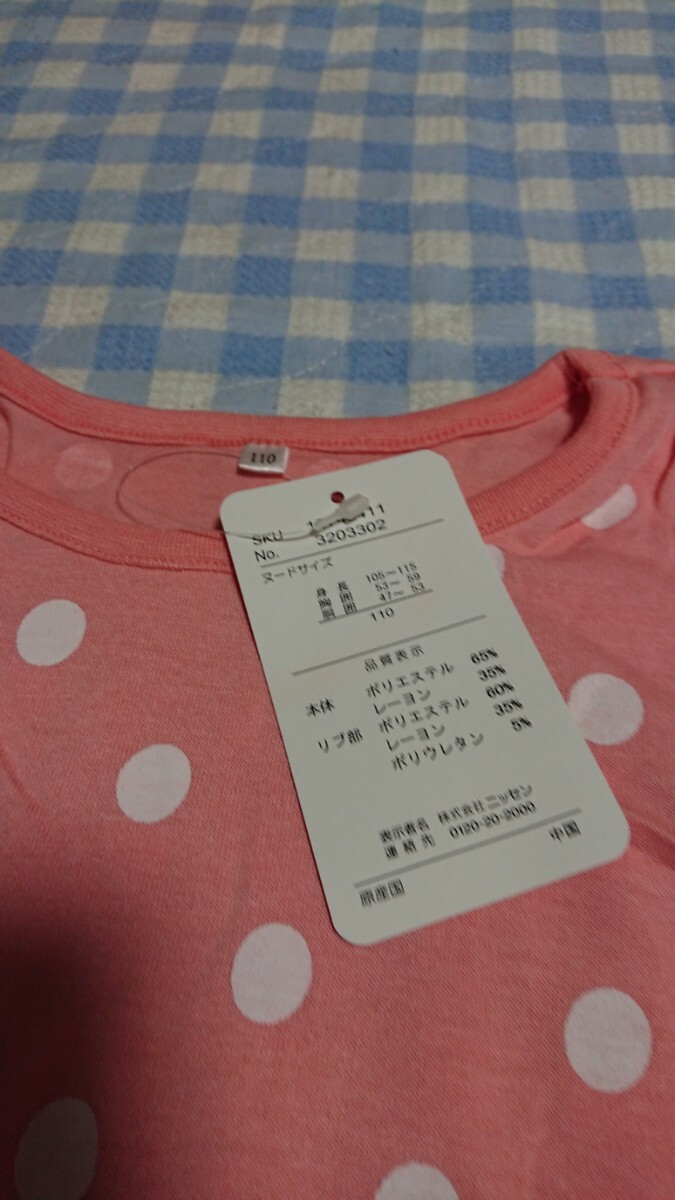 110
SKU
No. 3203302
ヌードサイズ
身長 105～115
胸囲 53～ 59
胴囲 47～ 53
110
品質表示
本体 ポリエステル 65%
レーヨン 35%
リブ部 ポリエステル 60%
レーヨン 35%
ポリウレタン 5%
表示者名 株式会社ニッセン
連絡先 0120-20-2000
原産国 中国